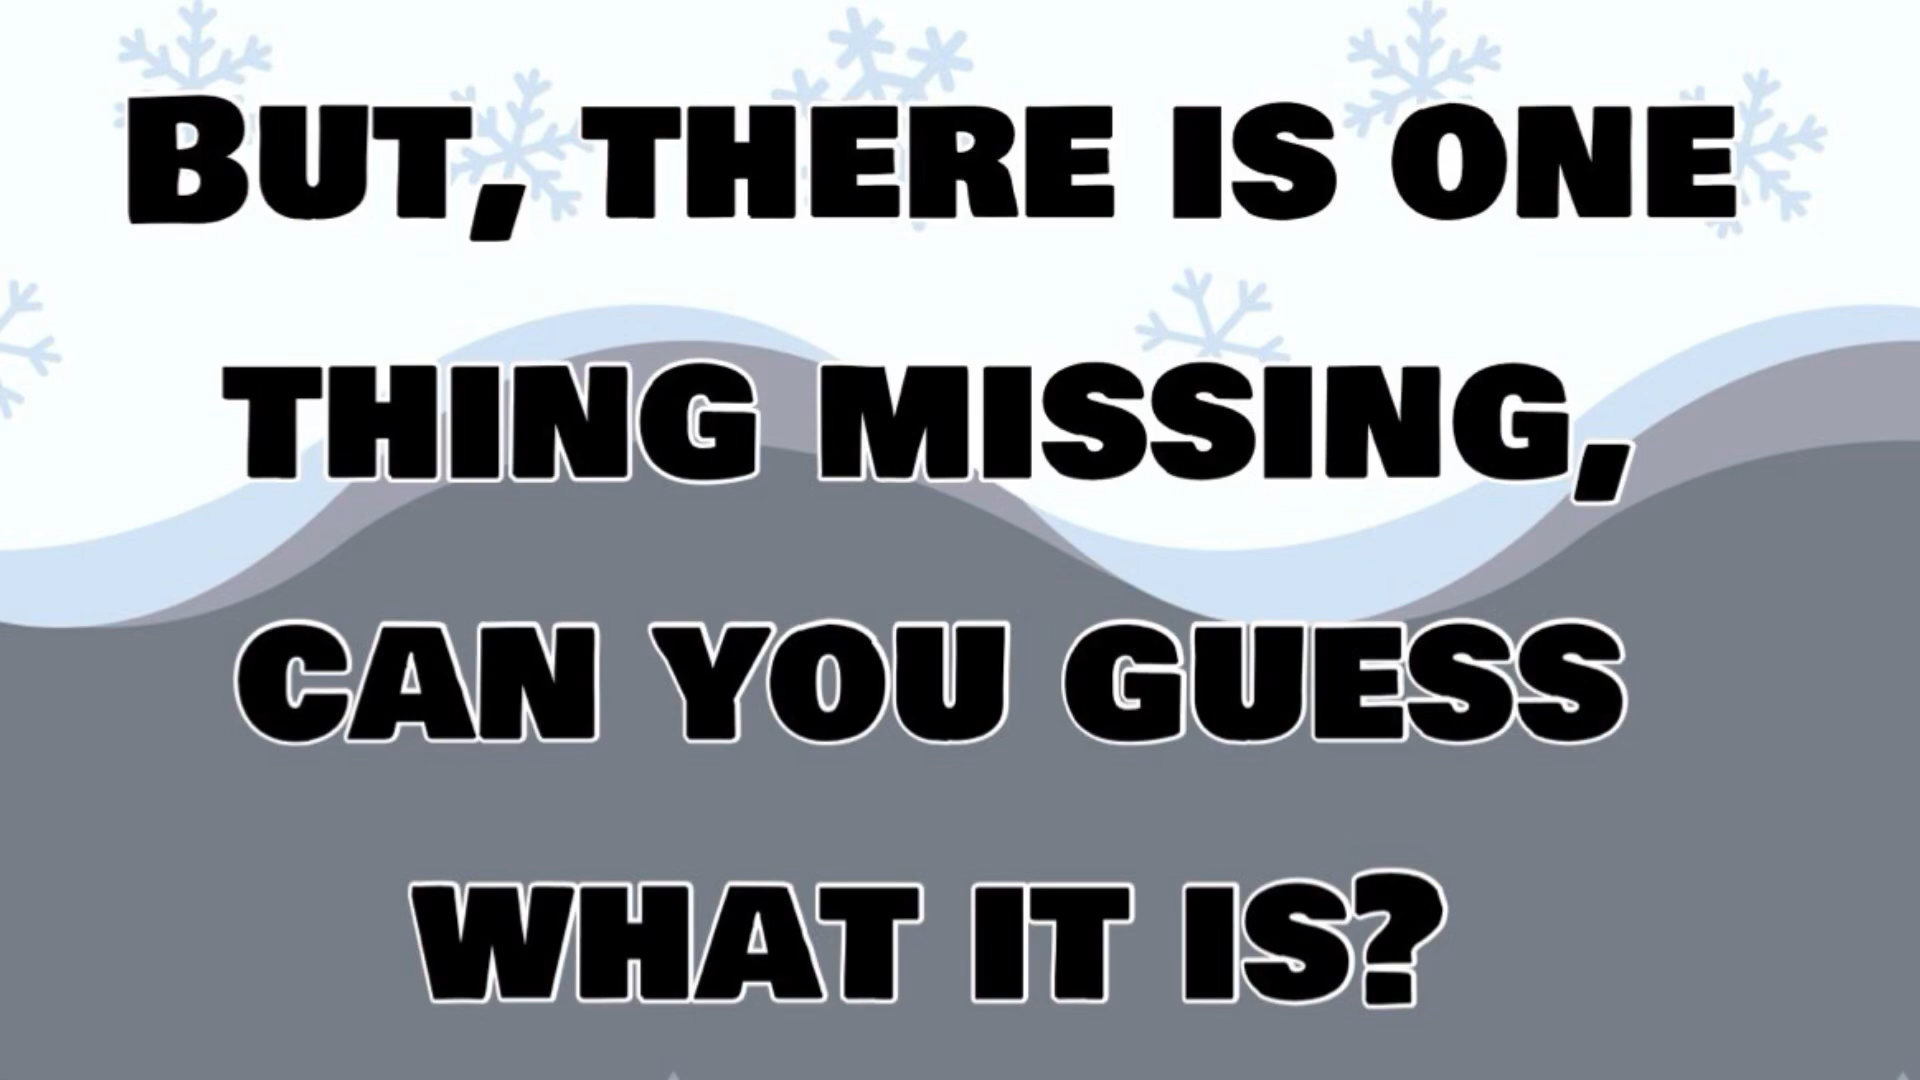 But, there is one
thing missing,
can you guess
what it is?